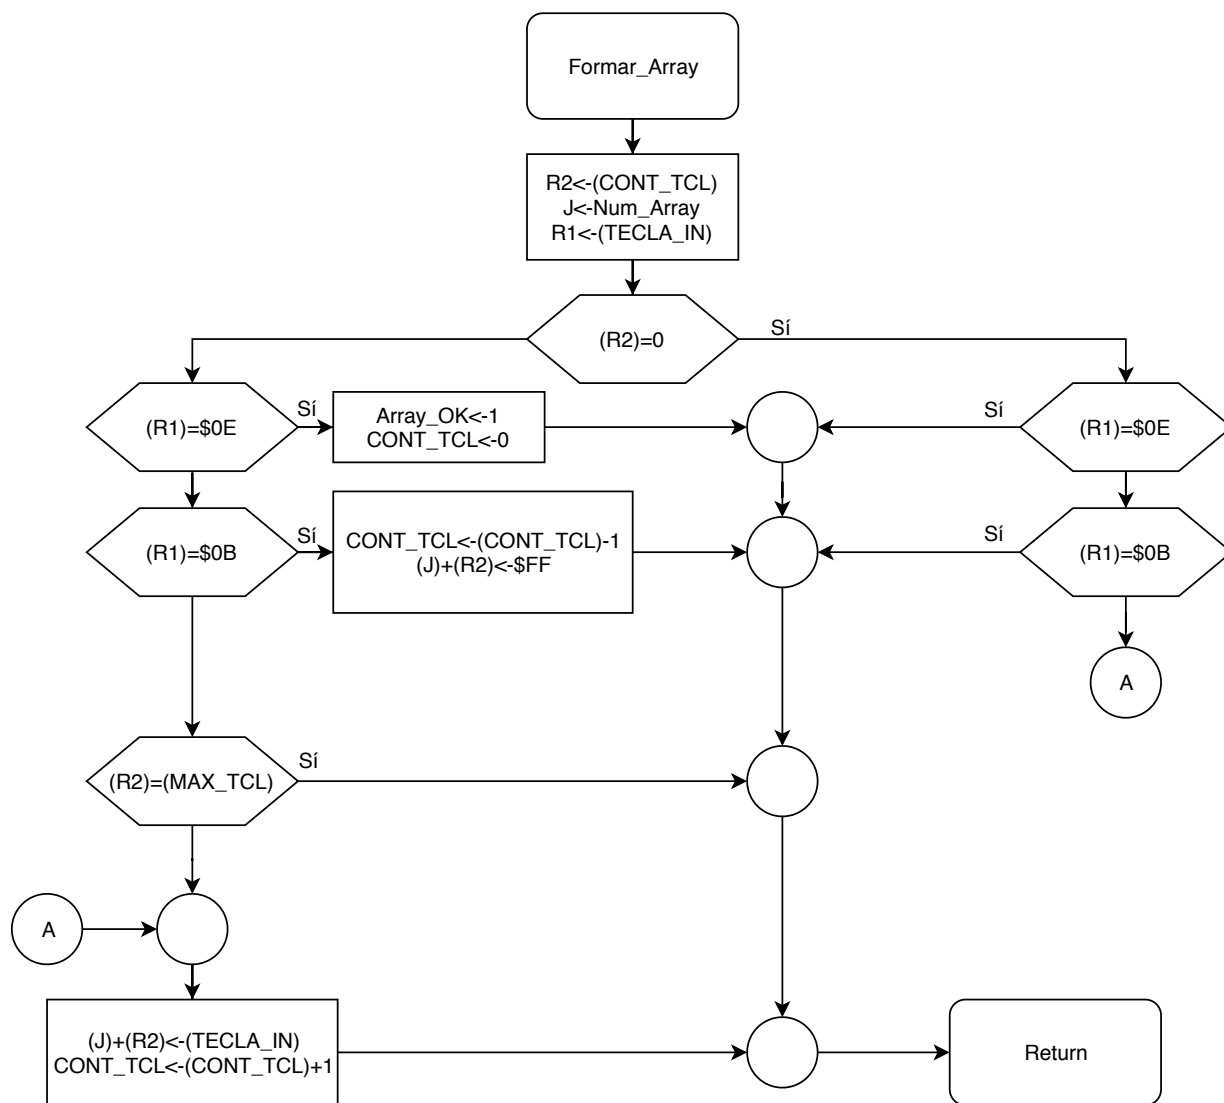 Formar_Array
R2<-(CONT_TCL)
J<-Num_Array
R1<-(TECLA_IN)
(R2)=0
Sí
(R1)=$0E
Sí
Array_OK<-1
CONT_TCL<-0
Sí
(R1)=$0E
(R1)=$0B
Sí
CONT_TCL<-(CONT_TCL)-1
(J)+(R2)<-$FF
Sí
(R1)=$0B
A
(R2)=(MAX_TCL)
Sí
A
(J)+(R2)<-(TECLA_IN)
CONT_TCL<-(CONT_TCL)+1
Return